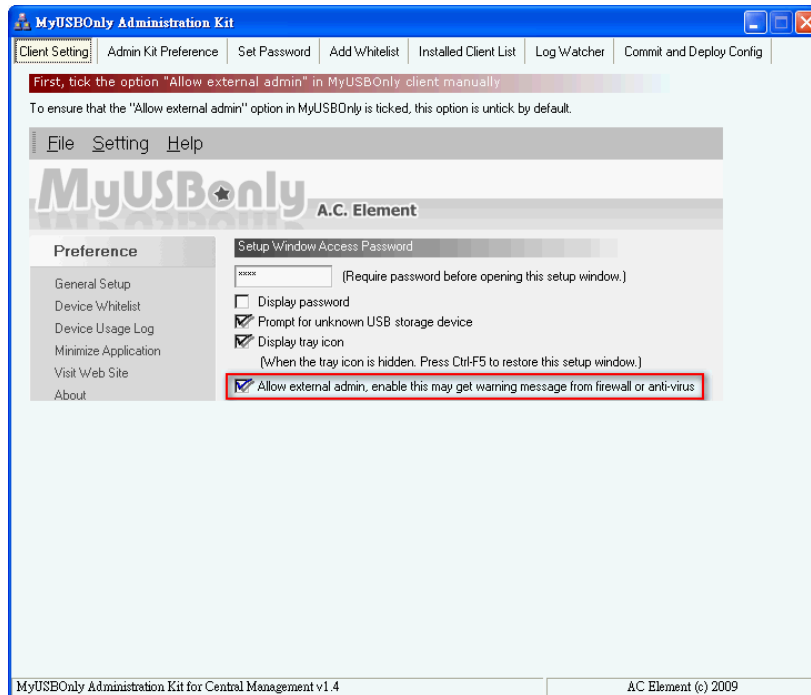 MyUSBOnly Administration Kit
Client Setting Admin Kit Preference Set Password Add Whitelist Installed Client List Log Watcher Commit and Deploy Config
First, tick the option "Allow external admin" in MyUSBOnly client manually
To ensure that the "Allow external admin" option in MyUSBOnly is ticked, this option is untick by default.
File Setting Help
MyUSBonly A.C. Element
Preference
General Setup
Device Whitelist
Device Usage Log
Minimize Application
Visit Web Site
About
Setup Window Access Password
**** (Require password before opening this setup window.)
Display password
Prompt for unknown USB storage device
Display tray icon
(When the tray icon is hidden. Press Ctrl-F5 to restore this setup window.)
Allow external admin, enable this may get warning message from firewall or anti-virus
MyUSBOnly Administration Kit for Central Management v1.4 AC Element (c) 2009